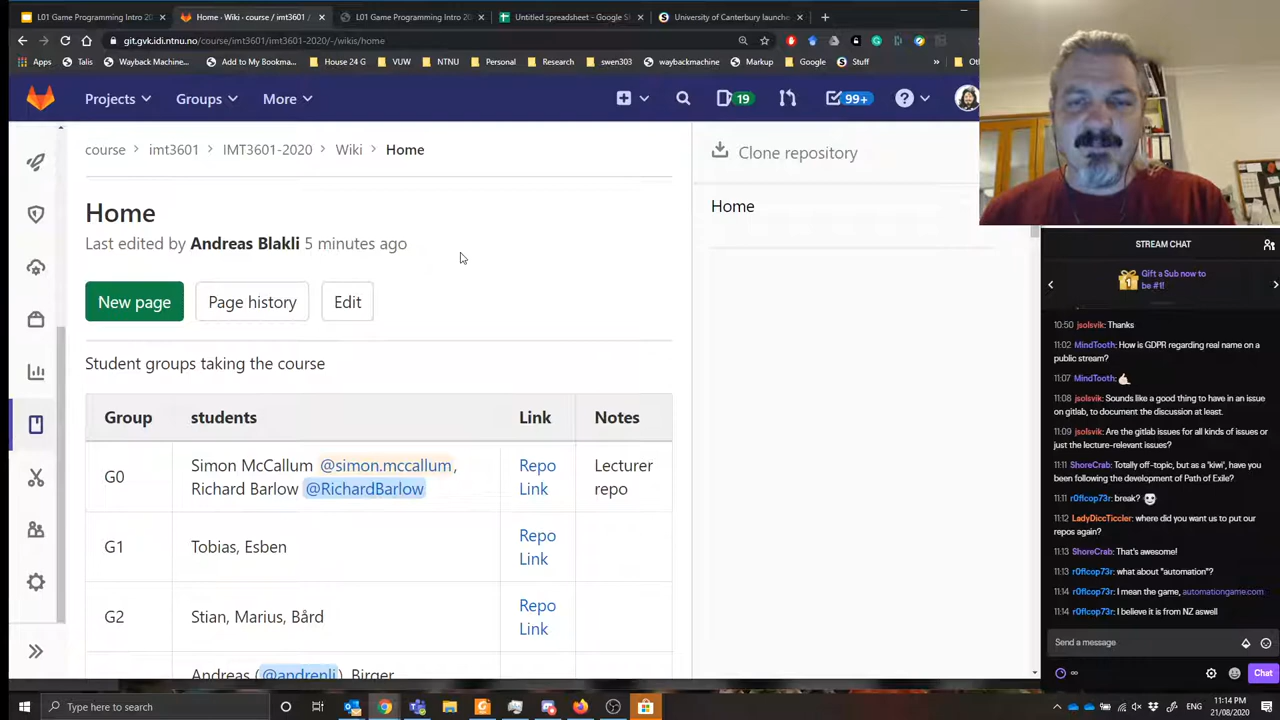 L01 Game Programming Intro 20
Home · Wiki · course / imt3601 /
L01 Game Programming Intro 20
Untitled spreadsheet - Google S
University of Canterbury launche
git.gvk.idi.ntnu.no/course/imt3601/imt3601-2020/-/wikis/home
Apps
Talis
Wayback Machine
Add to My Bookma...
House 24 G
VUW
NTNU
Personal
Research
swen303
waybackmachine
Markup
Google
Stuff
»
Projects
Groups
More
19
99+
course > imt3601 > IMT3601-2020 > Wiki > Home
Clone repository
Home
Home
Last edited by Andreas Blakli 5 minutes ago
New page
Page history
Edit
Student groups taking the course
Group students Link Notes
G0
Simon McCallum @simon.mccallum,
Richard Barlow @RichardBarlow
Repo
Link
Lecturer
repo
G1
Tobias, Esben
Repo
Link
G2
Stian, Marius, Bård
Repo
Link
Andreas (@andrenli), Birger
STREAM CHAT
Gift a Sub now to
be #1!
10:50 jsolsvik: Thanks
11:02 MindTooth: How is GDPR regarding real name on a
public stream?
11:07 MindTooth:
11:08 jsolsvik: Sounds like a good thing to have in an issue
on gitlab, to document the discussion at least.
11:09 jsolsvik: Are the gitlab issues for all kinds of issues or
just the lecture-relevant issues?
11:11 ShoreCrab: Totally off-topic, but as a 'kiwi', have you
been following the development of Path of Exile?
11:11 r0flcop73r: break?
11:12 LadyDiccTiccler: where did you want us to put our
repos again?
11:13 ShoreCrab: That's awesome!
11:13 r0flcop73r: what about "automation"?
11:14 r0flcop73r: I mean the game, automationgame.com
11:14 r0flcop73r: I believe it is from NZ aswell
Send a message
∞
Chat
Type here to search
ENG
11:14 PM
21/08/2020